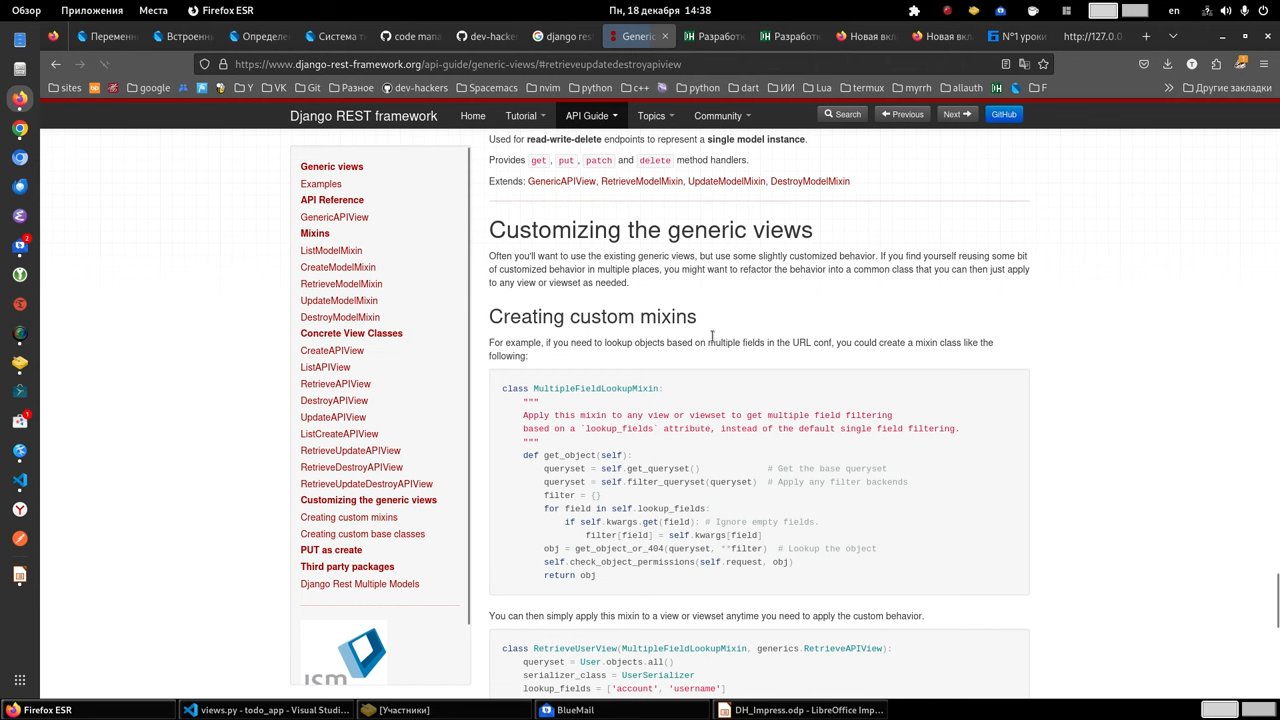 Обзор Приложения Места Firefox ESR Пн, 18 декабря 14:38 en
Перемени Встроенн Определе Система т code mana dev-hacke django res Generic Разработк Разработк Новая вкл Новая вкл N°1 уроки http://127.0.0
https://www.django-rest-framework.org/api-guide/generic-views/#retrieveupdatedestroyapiview
sites google Y VK Git Разное dev-hackers Spacemacs python c++ python dart ИИ Lua termux myrrh allauth F Другие закладки
Django REST framework Home Tutorial API Guide Topics Community Search Previous Next GitHub
Generic views
Examples
API Reference
GenericAPIView
Mixins
ListModelMixin
CreateModelMixin
RetrieveModelMixin
UpdateModelMixin
DestroyModelMixin
Concrete View Classes
CreateAPIView
ListAPIView
RetrieveAPIView
DestroyAPIView
UpdateAPIView
ListCreateAPIView
RetrieveUpdateAPIView
RetrieveDestroyAPIView
RetrieveUpdateDestroyAPIView
Customizing the generic views
Creating custom mixins
Creating custom base classes
PUT as create
Third party packages
Django Rest Multiple Models
ISM
Used for read-write-delete endpoints to represent a single model instance.
Provides get, put, patch and delete method handlers.
Extends: GenericAPIView, RetrieveModelMixin, UpdateModelMixin, DestroyModelMixin
Customizing the generic views
Often you'll want to use the existing generic views, but use some slightly customized behavior. If you find yourself reusing some bit
of customized behavior in multiple places, you might want to refactor the behavior into a common class that you can then just apply
to any view or viewset as needed.
Creating custom mixins
For example, if you need to lookup objects based on multiple fields in the URL conf, you could create a mixin class like the
following:
class MultipleFieldLookupMixin:
"""
Apply this mixin to any view or viewset to get multiple field filtering
based on a `lookup_fields` attribute, instead of the default single field filtering.
"""
def get_object(self):
queryset = self.get_queryset() # Get the base queryset
queryset = self.filter_queryset(queryset) # Apply any filter backends
filter = {}
for field in self.lookup_fields:
if self.kwargs.get(field): # Ignore empty fields.
filter[field] = self.kwargs[field]
obj = get_object_or_404(queryset, **filter) # Lookup the object
self.check_object_permissions(self.request, obj)
return obj
You can then simply apply this mixin to a view or viewset anytime you need to apply the custom behavior.
class RetrieveUserView(MultipleFieldLookupMixin, generics.RetrieveAPIView):
queryset = User.objects.all()
serializer_class = UserSerializer
lookup_fields = ['account', 'username']
Firefox ESR views.py - todo_app - Visual Studi... [Участники] BlueMail DH_Impress.odp - LibreOffice Imp...